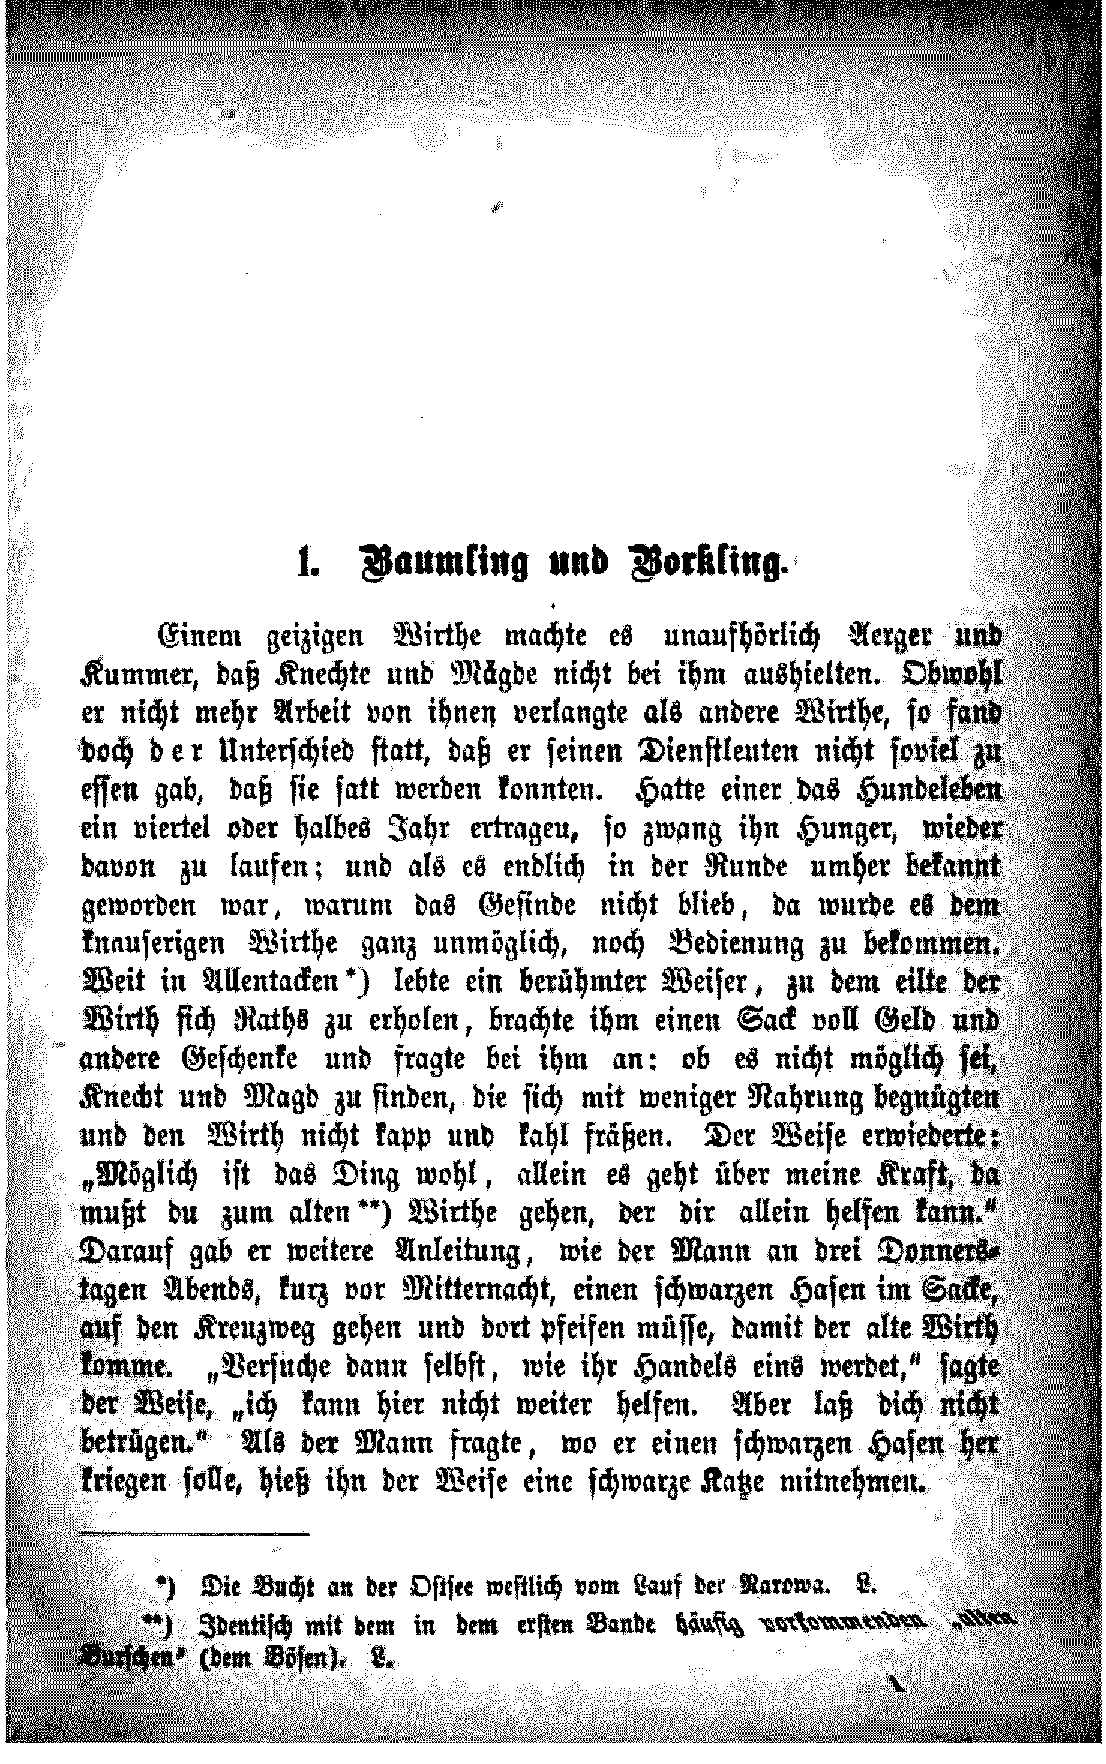 1. Baumling und Borkling.
Einem geizigen Wirthe machte es unaufhörlich Aerger und
Kummer, daß Knechte und Mägde nicht bei ihm aushielten. Obwohl
er nicht mehr Arbeit von ihnen verlangte als andere Wirthe, so fand
doch der Unterschied statt, daß er seinen Dienstleuten nicht soviel zu
essen gab, daß sie satt werden konnten. Hatte einer das Hundeleben
ein viertel oder halbes Jahr ertragen, so zwang ihn Hunger, wieder
davon zu laufen; und als es endlich in der Runde umher bekannt
geworden war, warum das Gesinde nicht blieb, da wurde es dem
knauserigen Wirthe ganz unmöglich, noch Bedienung zu bekommen.
Weit in Allentacken*) lebte ein berühmter Weiser, zu dem eilte der
Wirth sich Raths zu erholen, brachte ihm einen Sack voll Geld und
andere Geschenke und fragte bei ihm an: ob es nicht möglich sei,
Knecht und Magd zu finden, die sich mit weniger Nahrung begnügten
und den Wirth nicht kapp und kahl fräßen. Der Weise erwiederte:
„Möglich ist das Ding wohl, allein es geht über meine Kraft, da
mußt du zum alten**) Wirthe gehen, der dir allein helfen kann.“
Darauf gab er weitere Anleitung, wie der Mann an drei Donners-
tagen Abends, kurz vor Mitternacht, einen schwarzen Hasen im Sacke,
auf den Kreuzweg gehen und dort pfeifen müsse, damit der alte Wirth
komme. „Versuche dann selbst, wie ihr Handels eins werdet,“ sagte
der Weise, „ich kann hier nicht weiter helfen. Aber laß dich nicht
betrügen.“ Als der Mann fragte, wo er einen schwarzen Hasen her
kriegen solle, hieß ihn der Weise eine schwarze Katze mitnehmen.
*) Die Bucht an der Ostsee westlich vom Lauf der Narowa. L.
**) Identisch mit dem in dem ersten Bande häufig vorkommenden „alten
Burschen“ (dem Bösen). L.